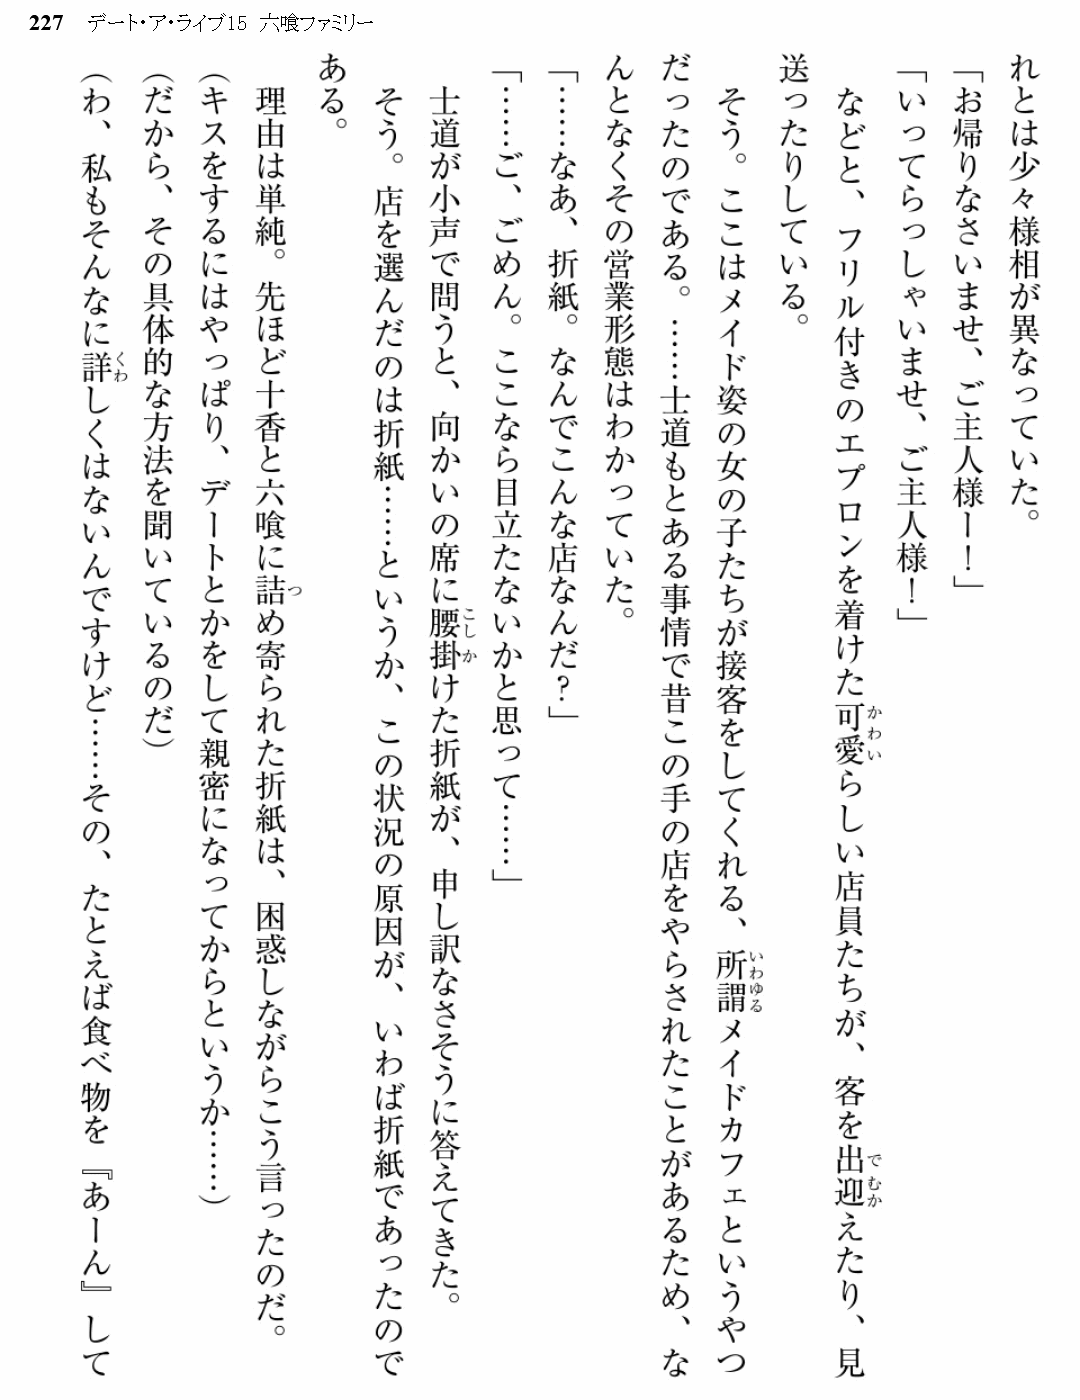 227 デート・ア・ライブ15 六喰ファミリー
れとは少々様相が異なっていた。
「お帰りなさいませ、ご主人様ー！」
「いってらっしゃいませ、ご主人様！」
などと、フリル付きのエプロンを着けた可愛らしい店員たちが、客を出迎えたり、見
送ったりしている。
そう。ここはメイド姿の女の子たちが接客をしてくれる、所謂メイドカフェというやつ
だったのである。……士道もとある事情で昔この手の店をやらされたことがあるため、な
んとなくその営業形態はわかっていた。
「……なあ、折紙。なんでこんな店なんだ？」
「……ご、ごめん。ここなら目立たないかと思って……」
士道が小声で問うと、向かいの席に腰掛けた折紙が、申し訳なさそうに答えてきた。
そう。店を選んだのは折紙……というか、この状況の原因が、いわば折紙であったので
ある。
理由は単純。先ほど十香と六喰に詰め寄られた折紙は、困惑しながらこう言ったのだ。
（キスをするにはやっぱり、デートとかをして親密になってからというか……）
（だから、その具体的な方法を聞いているのだ）
（わ、私もそんなに詳しくはないんですけど……その、たとえば食べ物を『あーん』して